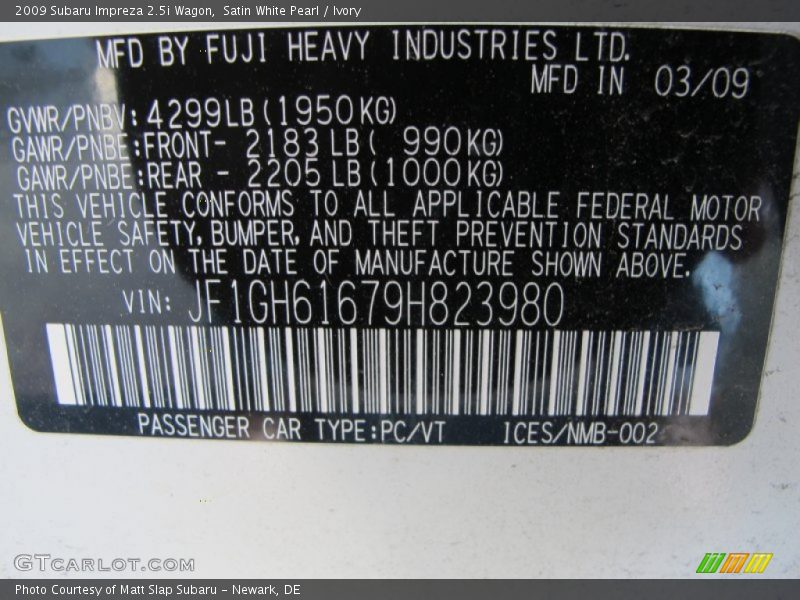 2009 Subaru Impreza 2.5i Wagon,  Satin White Pearl / Ivory
MFD BY FUJI HEAVY INDUSTRIES LTD.
MFD IN 03/09
GVWR/PNBV: 4299LB (1950KG)
GAWR/PNBE:FRONT- 2183 LB ( 990KG)
GAWR/PNBE:REAR - 2205 LB (1000KG)
THIS VEHICLE CONFORMS TO ALL APPLICABLE FEDERAL MOTOR
VEHICLE SAFETY, BUMPER, AND THEFT PREVENTION STANDARDS
IN EFFECT ON THE DATE OF MANUFACTURE SHOWN ABOVE.
VIN: JF1GH61679H823980
PASSENGER CAR TYPE:PC/VT ICES/NMB-002
GTCARLOT.COM
Photo Courtesy of Matt Slap Subaru - Newark, DE